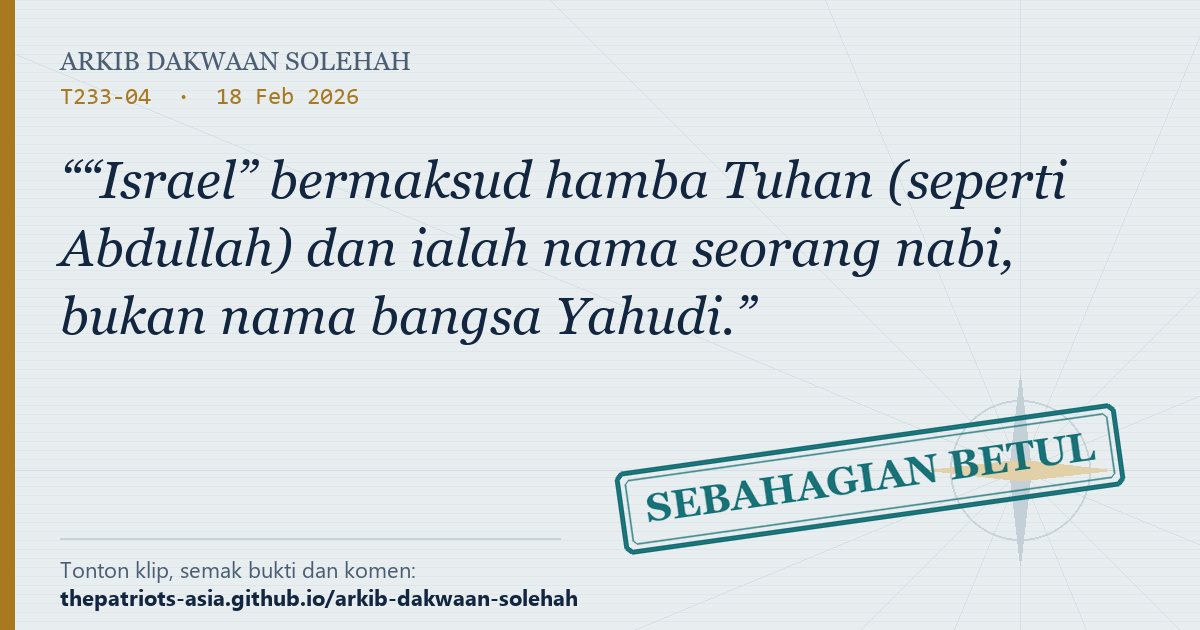 ARKIB DAKWAAN SOLEHAH
T233-04 · 18 Feb 2026
““Israel” bermaksud hamba Tuhan (seperti
Abdullah) dan ialah nama seorang nabi,
bukan nama bangsa Yahudi.”
SEBAHAGIAN BETUL
Tonton klip, semak bukti dan komen:
thepatriots-asia.github.io/arkib-dakwaan-solehah